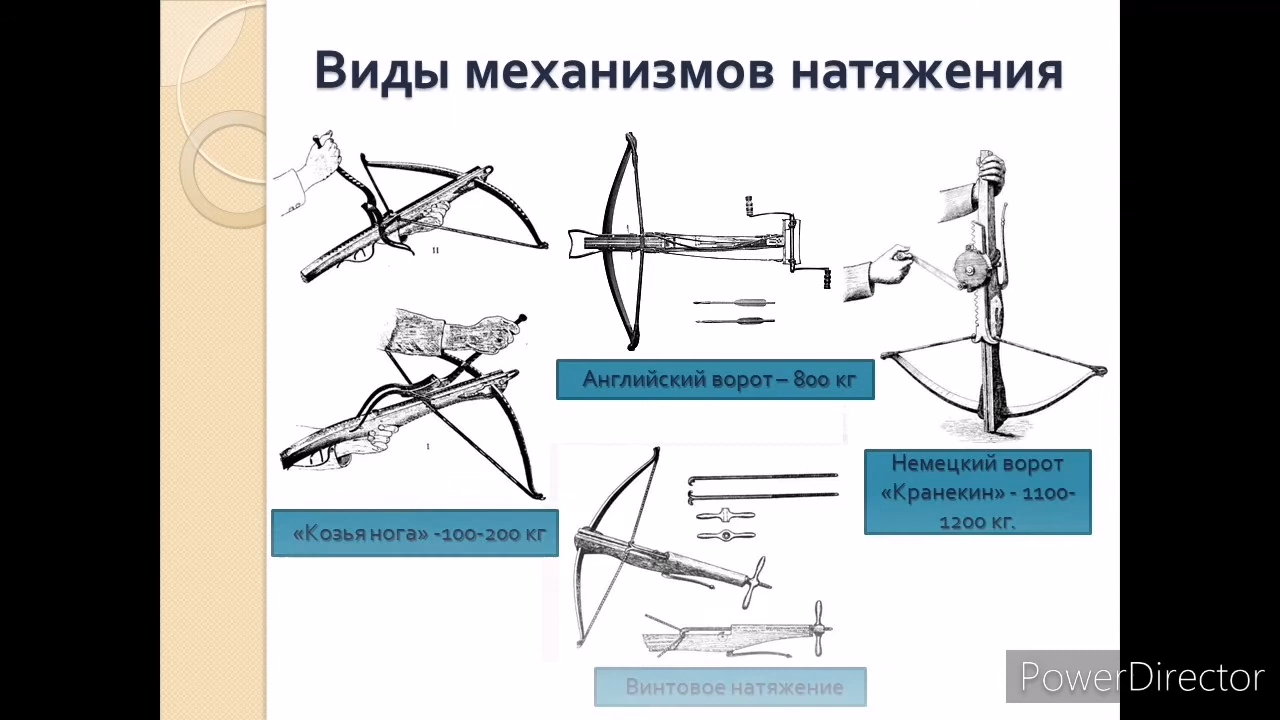 Виды механизмов натяжения
II
Английский ворот – 800 кг
I
«Козья нога» -100-200 кг
Немецкий ворот
«Кранекин» - 1100-
1200 кг.
Винтовое натяжение
PowerDirector